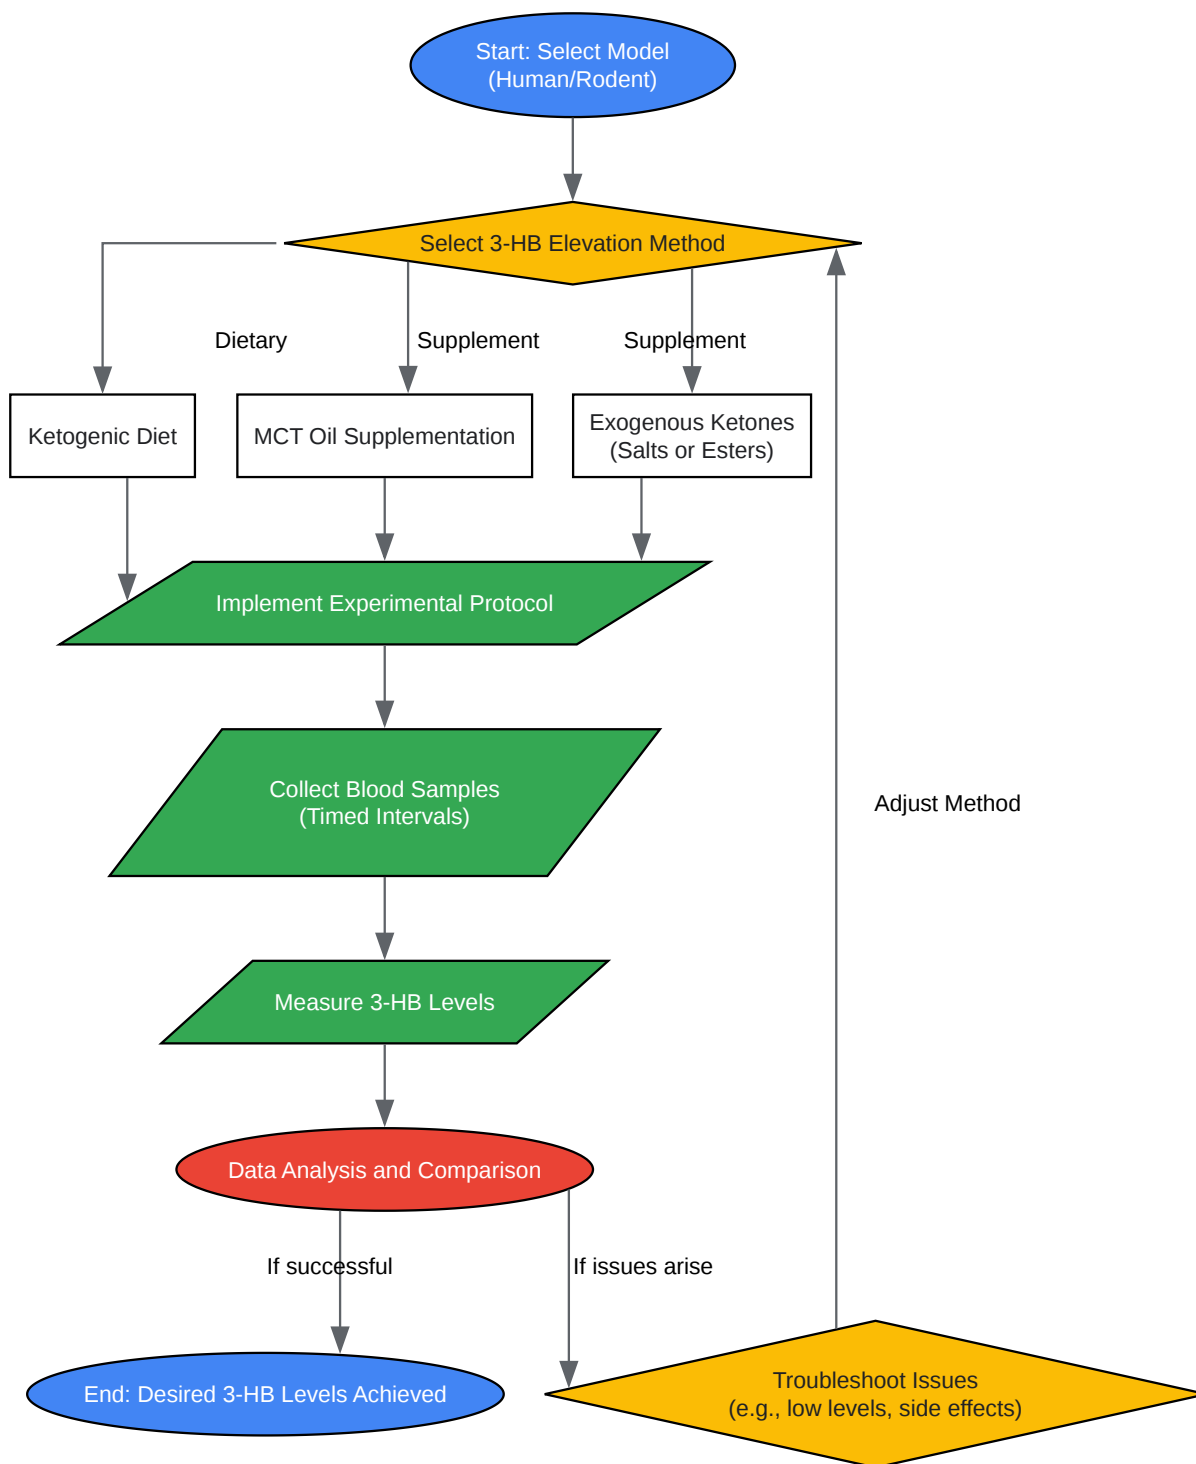 Start: Select Model
(Human/Rodent)
Select 3-HB Elevation Method
Dietary
Supplement
Supplement
Ketogenic Diet
MCT Oil Supplementation
Exogenous Ketones
(Salts or Esters)
Implement Experimental Protocol
Collect Blood Samples
(Timed Intervals)
Adjust Method
Measure 3-HB Levels
Data Analysis and Comparison
If successful
If issues arise
End: Desired 3-HB Levels Achieved
Troubleshoot Issues
(e.g., low levels, side effects)